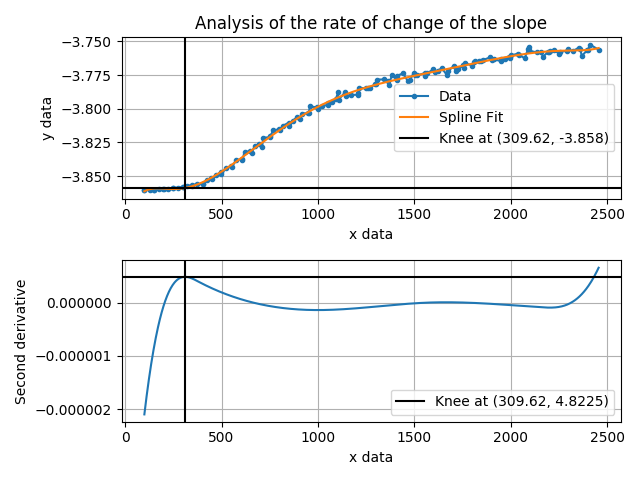 Analysis of the rate of change of the slope
−3.750
−3.775
−3.800
−3.825
−3.850
y data
Data
Spline Fit
Knee at (309.62, -3.858)
0
500
1000
1500
2000
2500
x data
0.000000
−0.000001
−0.000002
Second derivative
Knee at (309.62, 4.8225)
0
500
1000
1500
2000
2500
x data